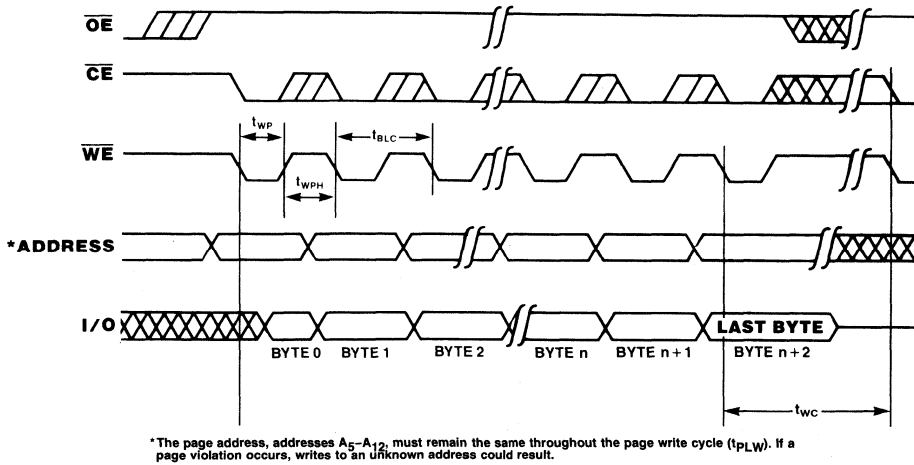 OE
CE
tWP
tBLC
WE
tWPH
*ADDRESS
I/O
LAST BYTE
BYTE 0
BYTE 1
BYTE 2
BYTE n
BYTE n+1
BYTE n+2
tWC
*The page address, addresses A5–A12, must remain the same throughout the page write cycle (tPLW). If a
page violation occurs, writes to an unknown address could result.